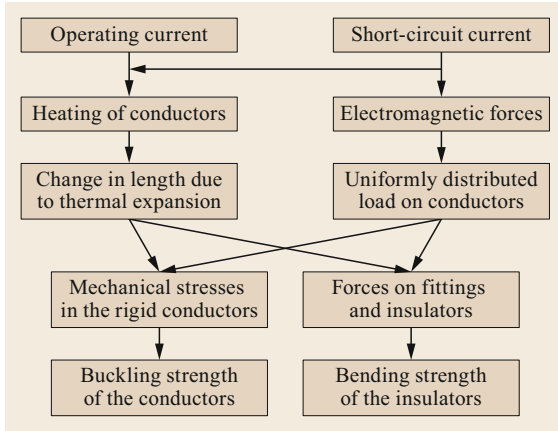 Operating current
Short-circuit current
Heating of conductors
Electromagnetic forces
Change in length due
to thermal expansion
Uniformly distributed
load on conductors
Mechanical stresses
in the rigid conductors
Forces on fittings
and insulators
Buckling strength
of the conductors
Bending strength
of the insulators